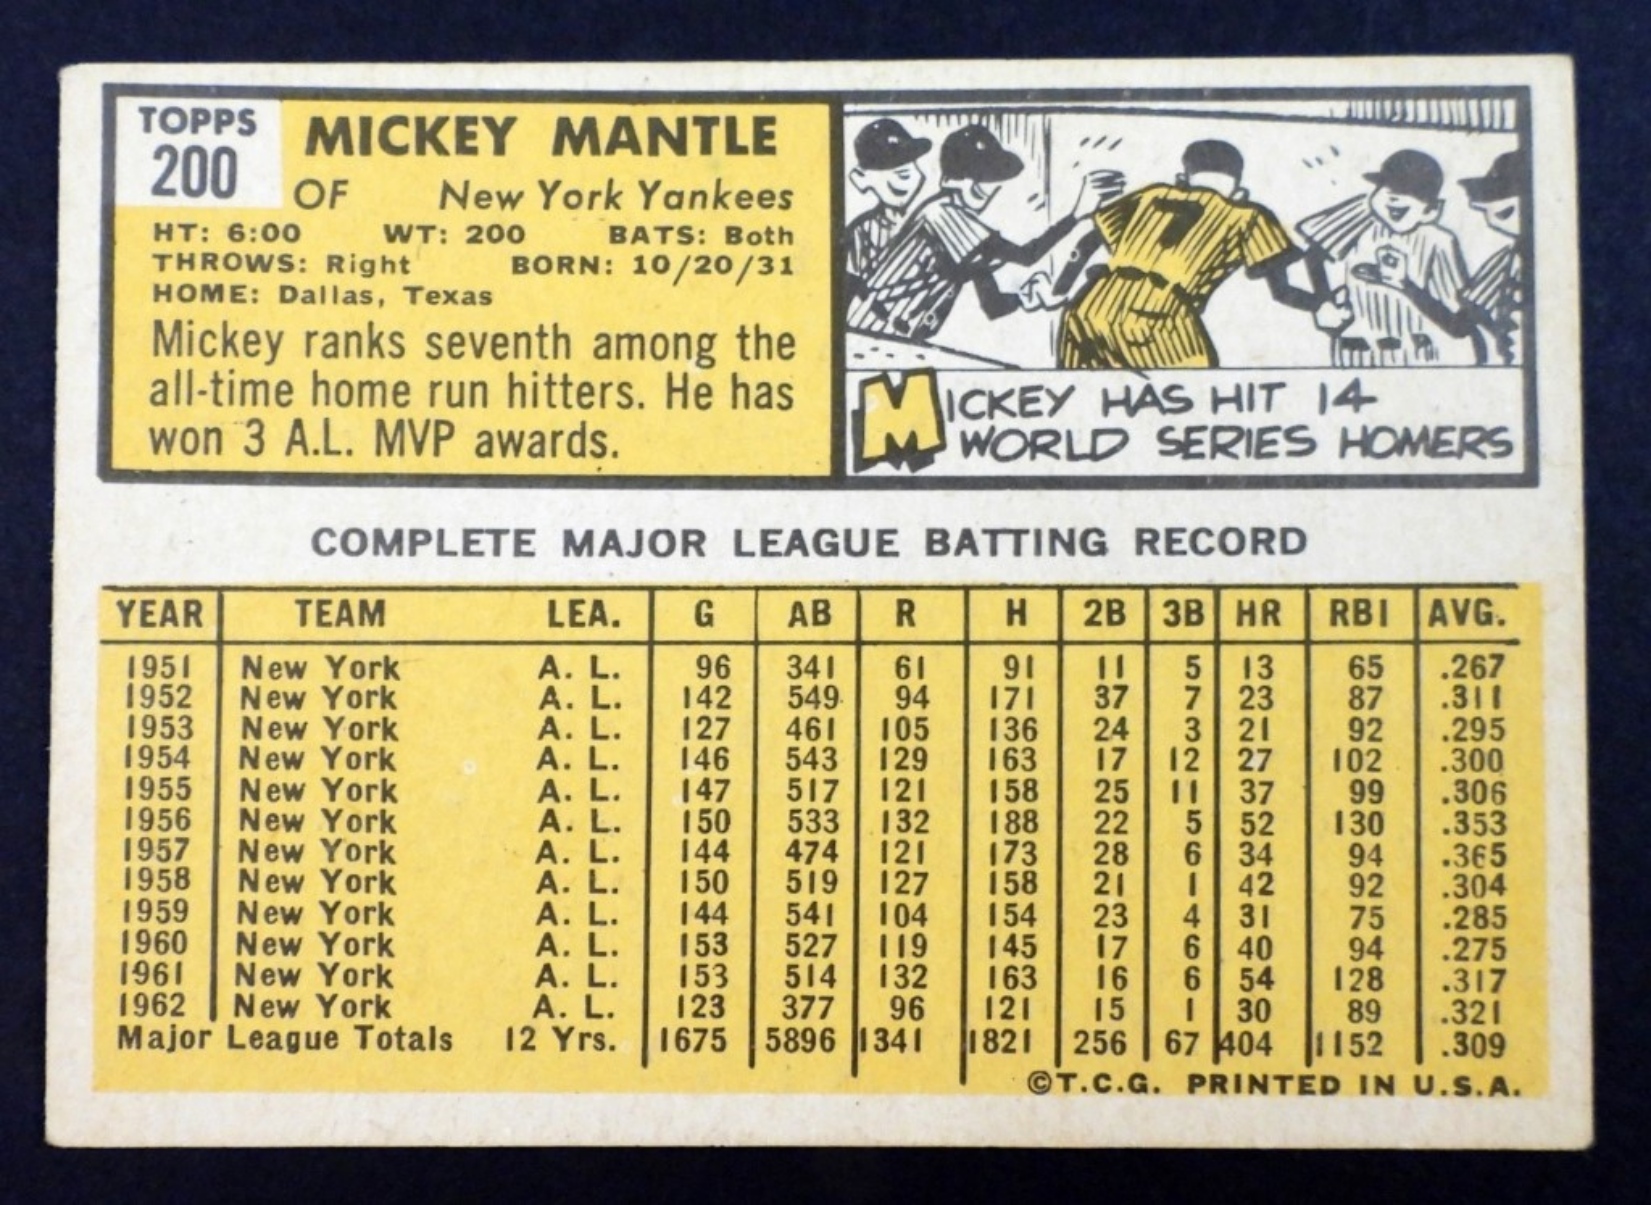 TOPPS
200
MICKEY MANTLE
OF New York Yankees
HT: 6:00 WT: 200 BATS: Both
THROWS: Right BORN: 10/20/31
HOME: Dallas, Texas
Mickey ranks seventh among the
all-time home run hitters. He has
won 3 A.L. MVP awards.
7
MICKEY HAS HIT 14
WORLD SERIES HOMERS
COMPLETE MAJOR LEAGUE BATTING RECORD
YEAR TEAM LEA. G AB R H 2B 3B HR RBI AVG.
1951 New York A. L. 96 341 61 91 11 5 13 65 .267
1952 New York A. L. 142 549 94 171 37 7 23 87 .311
1953 New York A. L. 127 461 105 136 24 3 21 92 .295
1954 New York A. L. 146 543 129 163 17 12 27 102 .300
1955 New York A. L. 147 517 121 158 25 11 37 99 .306
1956 New York A. L. 150 533 132 188 22 5 52 130 .353
1957 New York A. L. 144 474 121 173 28 6 34 94 .365
1958 New York A. L. 150 519 127 158 21 1 42 92 .304
1959 New York A. L. 144 541 104 154 23 4 31 75 .285
1960 New York A. L. 153 527 119 145 17 6 40 94 .275
1961 New York A. L. 153 514 132 163 16 6 54 128 .317
1962 New York A. L. 123 377 96 121 15 1 30 89 .321
Major League Totals 12 Yrs. 1675 5896 1341 1821 256 67 404 1152 .309
©T.C.G. PRINTED IN U.S.A.